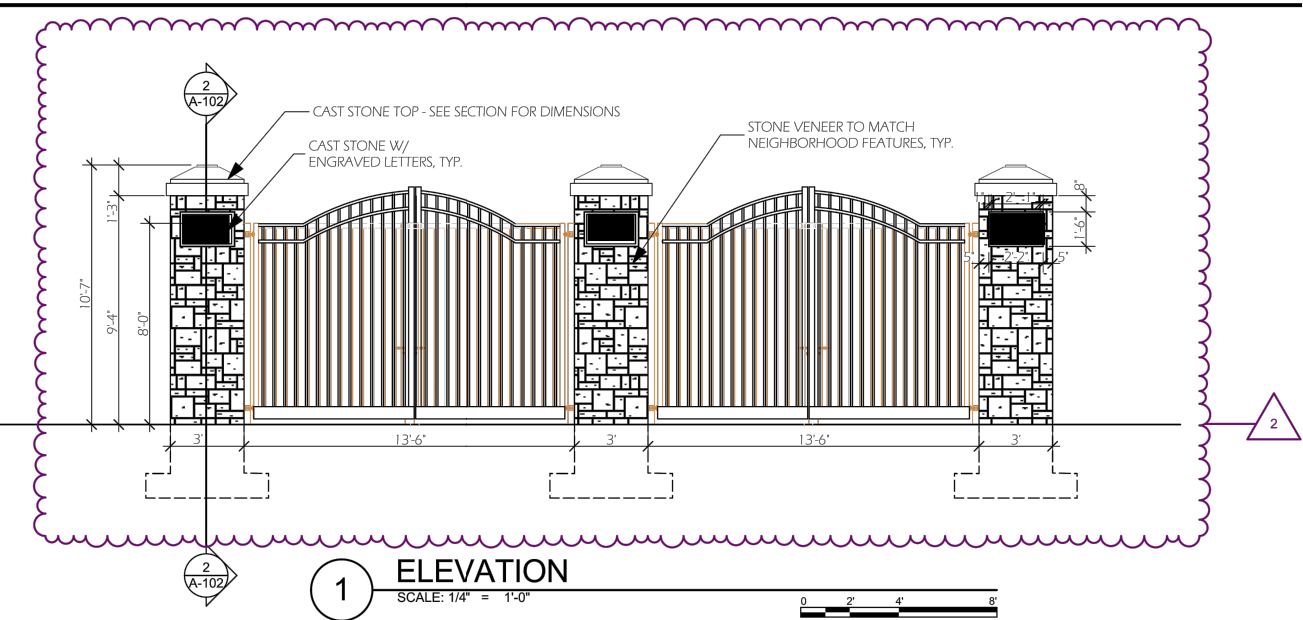 2
A-102
CAST STONE TOP - SEE SECTION FOR DIMENSIONS
CAST STONE W/
ENGRAVED LETTERS, TYP.
STONE VENEER TO MATCH
NEIGHBORHOOD FEATURES, TYP.
1'-3"
10'-7"
9'-4"
8'-0"
1"
2'-1"
8"
1'-6"
5"
2'-2"
5"
3'
13'-6"
3'
13'-6"
3'
2
2
A-102
1
ELEVATION
SCALE: 1/4" = 1'-0"
0 2' 4' 8'